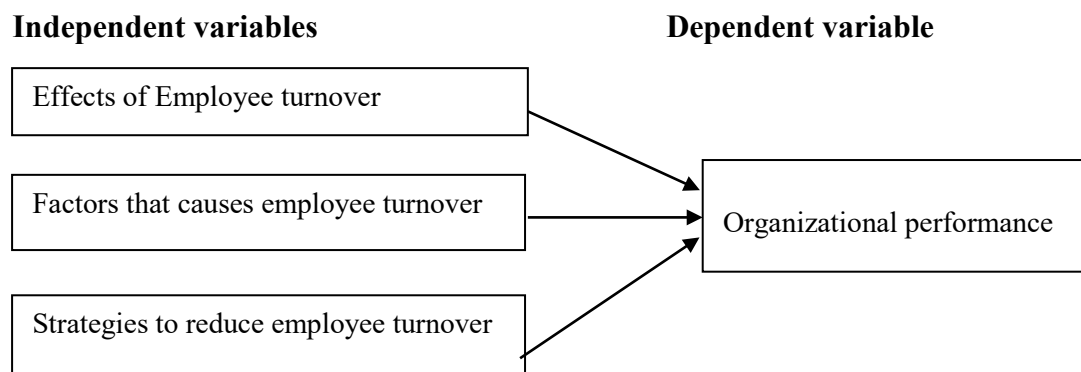 Independent variables
Dependent variable
Effects of Employee turnover
Factors that causes employee turnover
Organizational performance
Strategies to reduce employee turnover